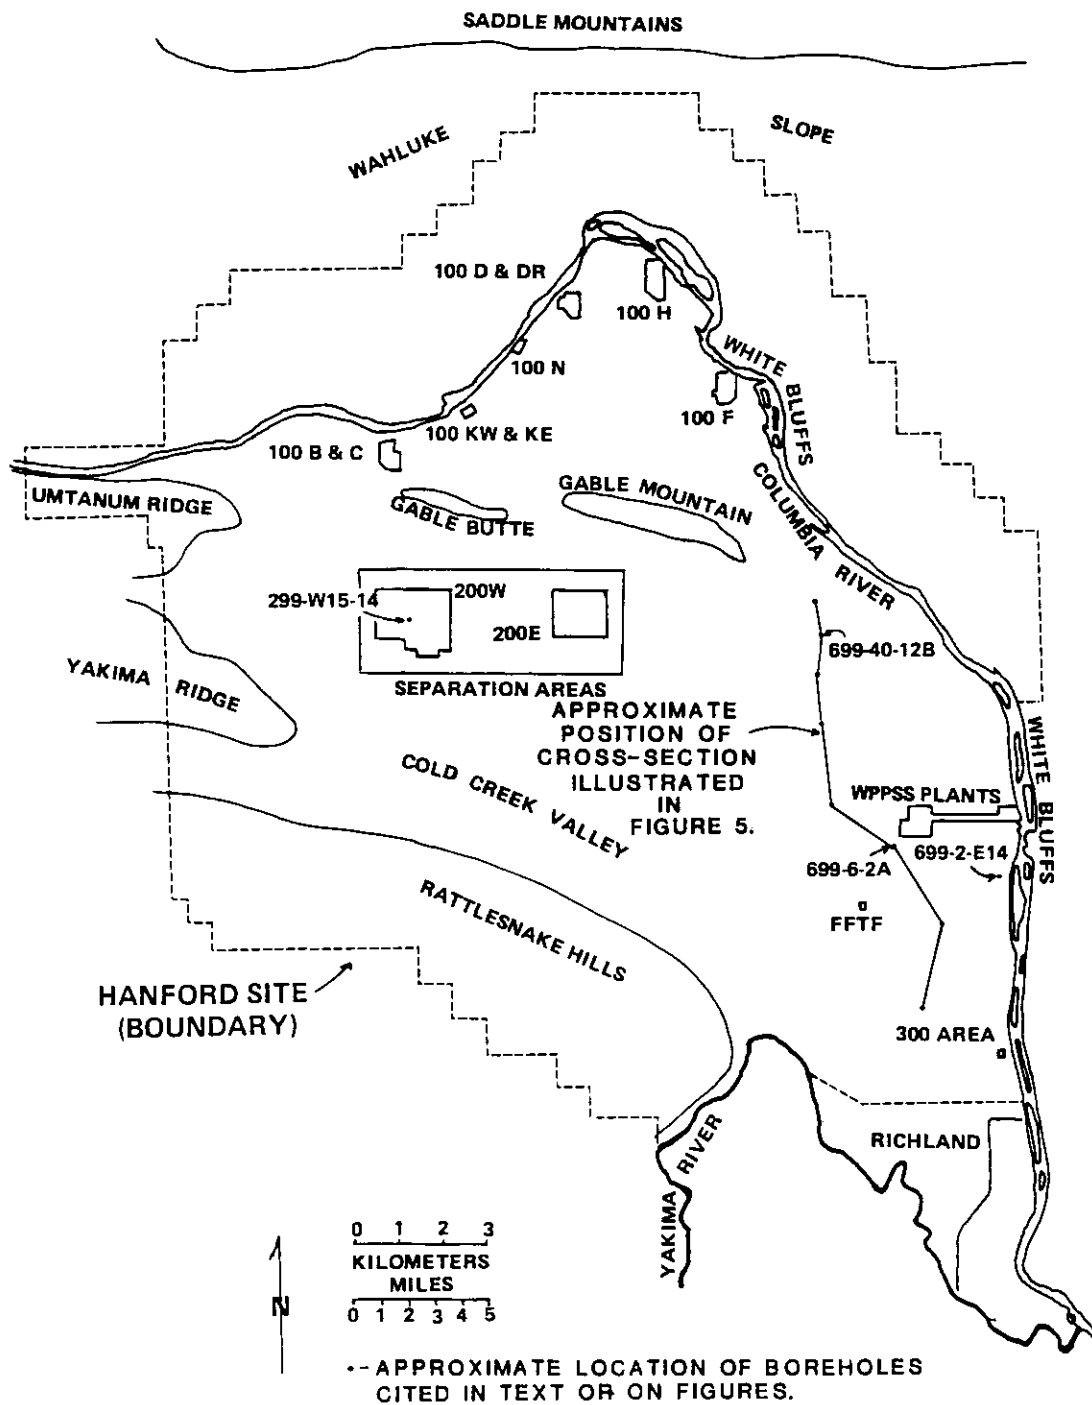 SADDLE MOUNTAINS
WAHLUKE
SLOPE
100 D & DR
100 H
100 N
WHITE BLUFFS
100 F
100 KW & KE
100 B & C
UMTANUM RIDGE
GABLE BUTTE
GABLE MOUNTAIN
COLUMBIA RIVER
299-W15-14
200W
200E
699-40-12B
SEPARATION AREAS
YAKIMA RIDGE
APPROXIMATE
POSITION OF
CROSS-SECTION
ILLUSTRATED
IN
FIGURE 5.
COLD CREEK VALLEY
WHITE BLUFFS
WPPSS PLANTS
699-2-E14
699-6-2A
FFTF
RATTLESNAKE HILLS
HANFORD SITE
(BOUNDARY)
300 AREA
RICHLAND
YAKIMA RIVER
0 1 2 3
KILOMETERS
MILES
0 1 2 3 4 5
N
•- APPROXIMATE LOCATION OF BOREHOLES
CITED IN TEXT OR ON FIGURES.